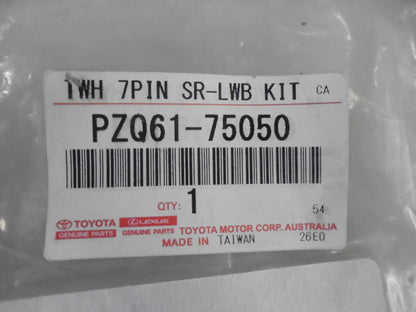 TWH 7PIN SR-LWB KIT CA
PZQ61-75050
QTY: 1 54
TOYOTA LEXUS
GENUINE PARTS GENUINE PARTS TOYOTA MOTOR CORP. AUSTRALIA
MADE IN TAIWAN 26E0